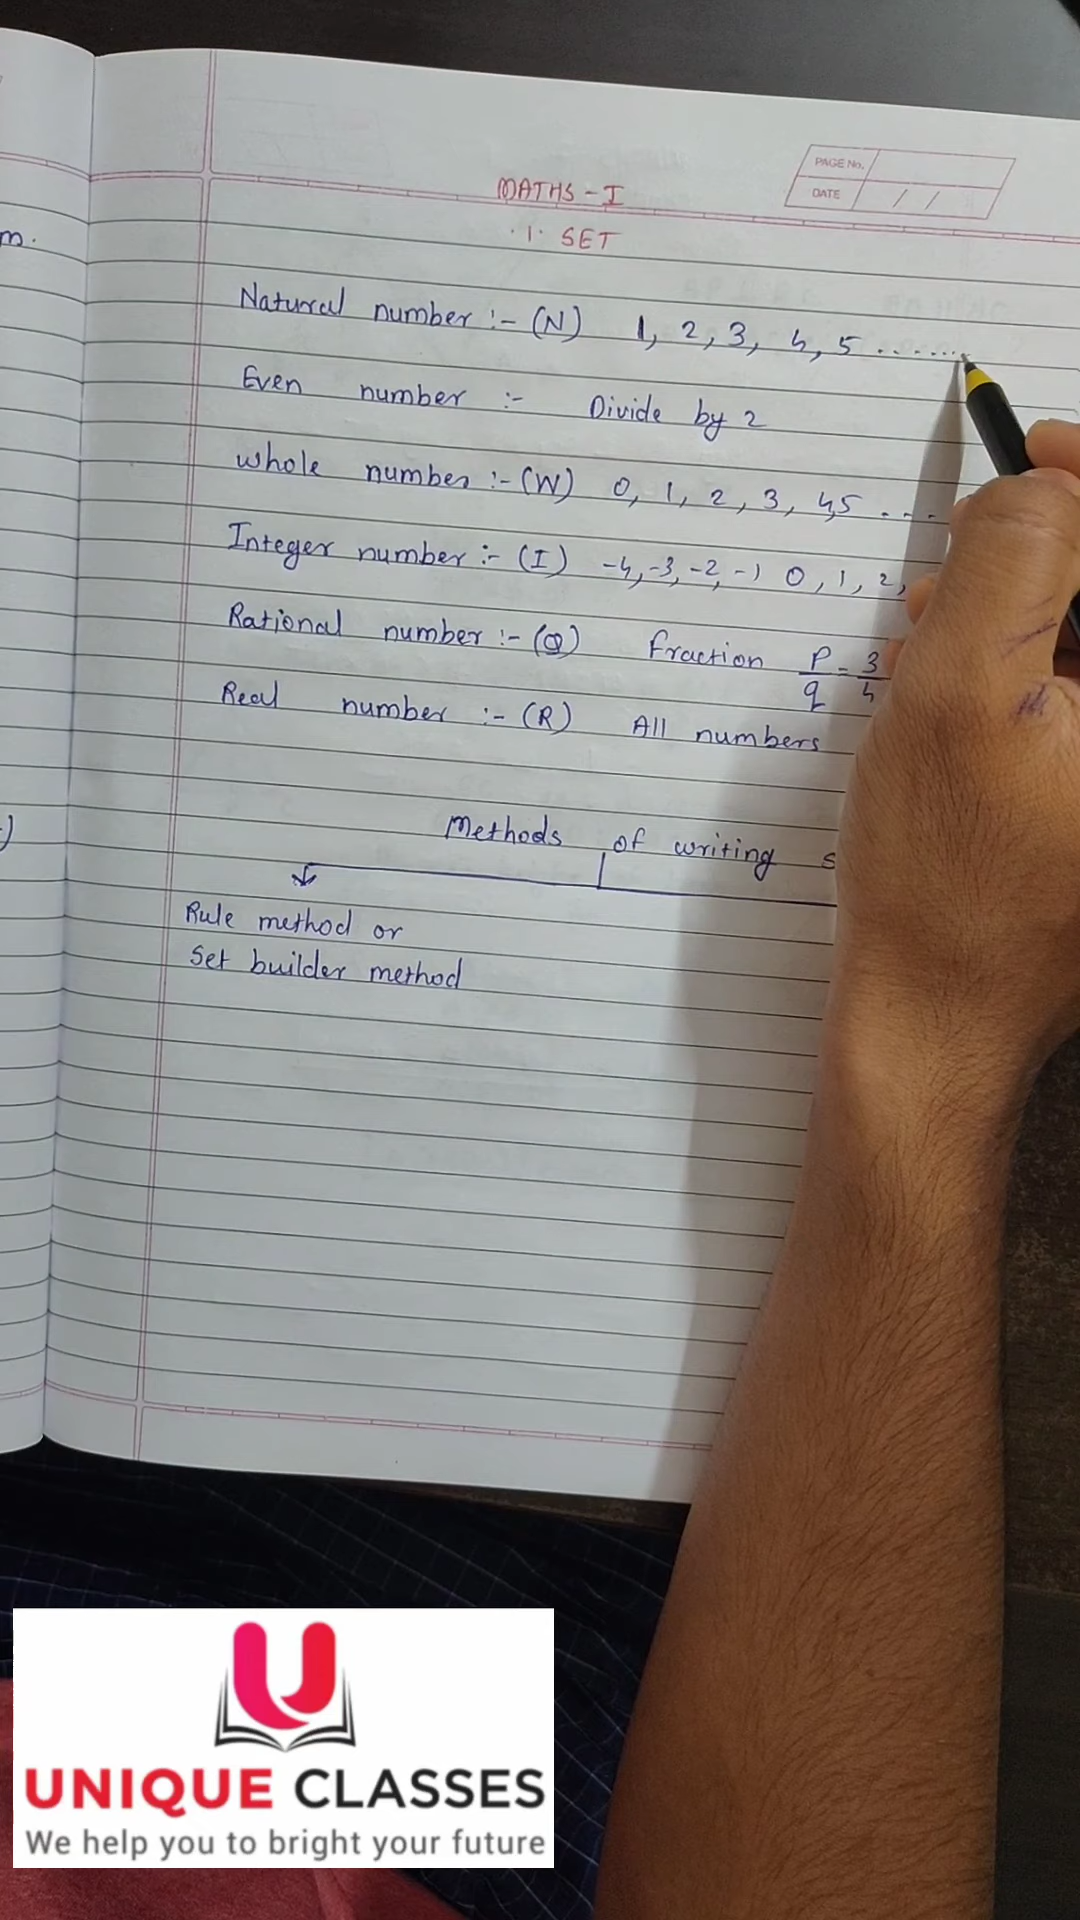 PAGE No.
DATE / /
MATHS - I
1. SET
m.
Natural number :- (N) 1, 2, 3, 4, 5 .......
Even number :- Divide by 2
Whole number :- (W) 0, 1, 2, 3, 4, 5 ....
Integer number :- (I) -4, -3, -2, -1 0, 1, 2,
Rational number :- (Q) fraction p/q = 3/4
Real number :- (R) All numbers
Methods of writing s
Rule method or
Set builder method
UNIQUE CLASSES
We help you to bright your future